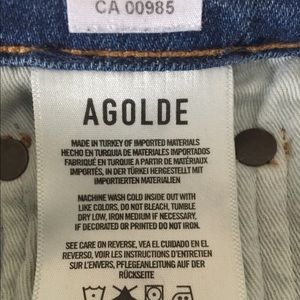 CA 00985
AGOLDE
MADE IN TURKEY OF IMPORTED MATERIALS
HECHO EN TURQUIA DE MATERIALES IMPORTADOS
FABRIQUÉ EN TURQUIE A PARTIR DE MATÉRIAUX
IMPORTÉS, IN DER TÜRKEI HERGESTELLT MIT
IMPORTIERTEN MATERIALIEN
MACHINE WASH COLD INSIDE OUT WITH
LIKE COLORS, DO NOT BLEACH, TUMBLE
DRY LOW, IRON MEDIUM IF NECESSARY,
IF DECORATED OR PRINTED DO NOT IRON.
SEE CARE ON REVERSE, VEA EL CUIDADO EN EL
REVERSO, VOIR LES INSTRUCTIONS D'ENTRETIEN
SUR L'ENVERS, PFLEGEANLEITUNG AUF DER
RÜCKSEITE